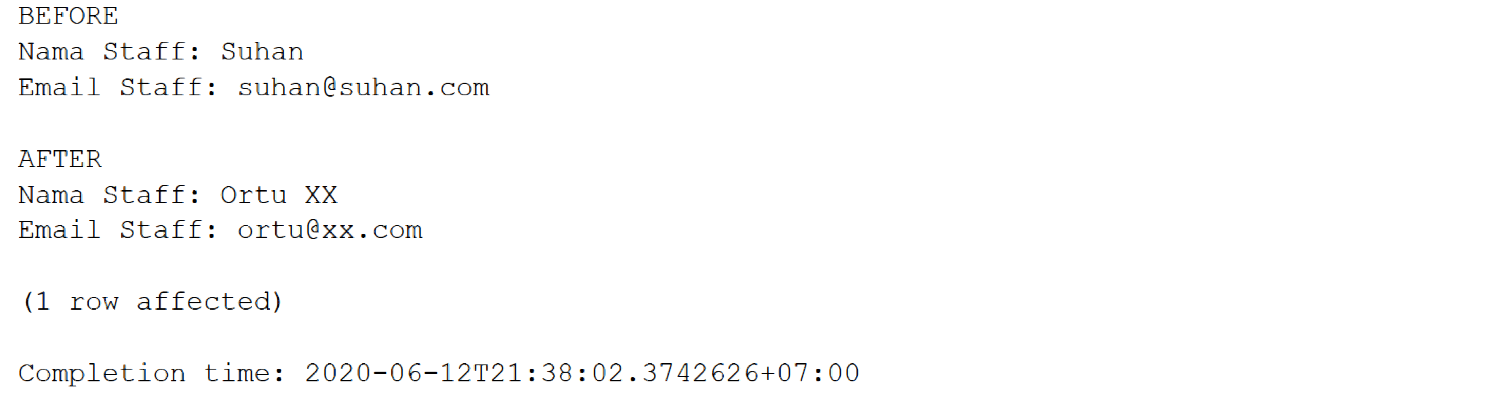 BEFORE
Nama Staff: Suhan
Email Staff: suhan@suhan.com
AFTER
Nama Staff: Ortu XX
Email Staff: ortu@xx.com
(1 row affected)
Completion time: 2020-06-12T21:38:02.3742626+07:00